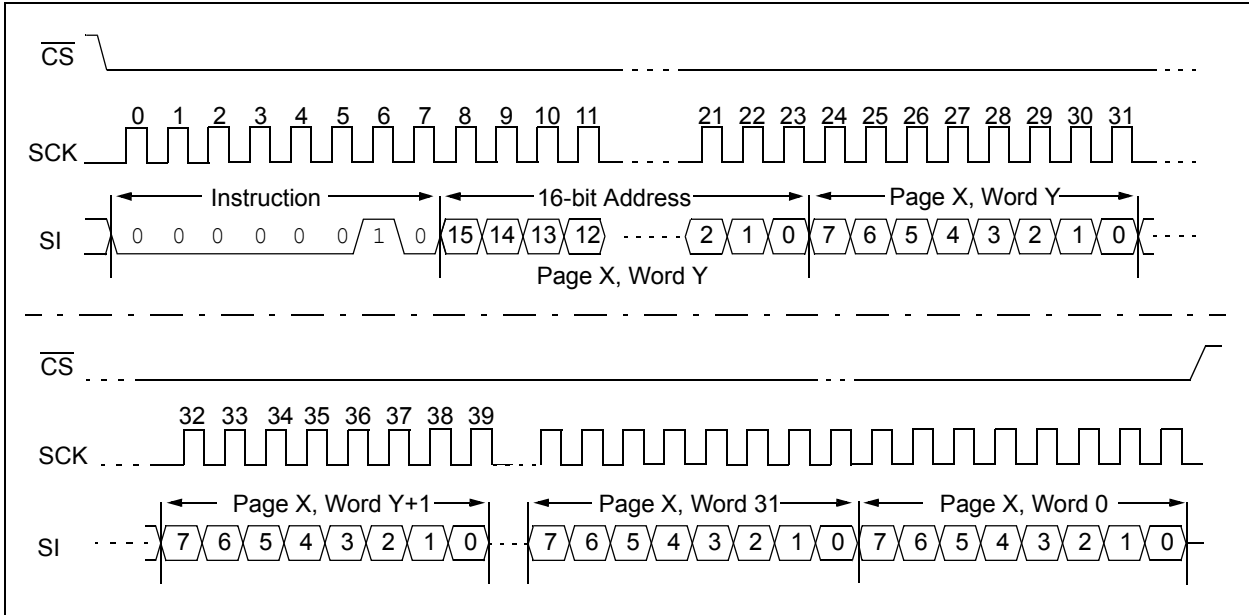 CS
0 1 2 3 4 5 6 7 8 9 10 11 21 22 23 24 25 26 27 28 29 30 31
SCK
Instruction 16-bit Address Page X, Word Y
SI 0 0 0 0 0 0 1 0 15 14 13 12 2 1 0 7 6 5 4 3 2 1 0
Page X, Word Y
CS
32 33 34 35 36 37 38 39
SCK
Page X, Word Y+1 Page X, Word 31 Page X, Word 0
SI 7 6 5 4 3 2 1 0 7 6 5 4 3 2 1 0 7 6 5 4 3 2 1 0